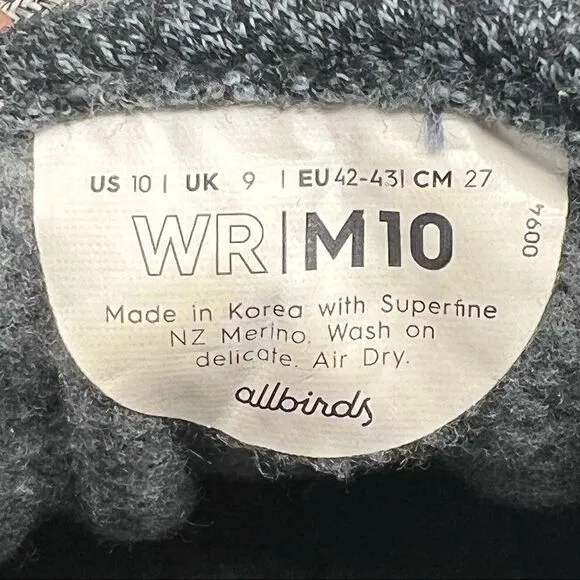 US 10 | UK 9 | EU 42-43| CM 27
WR|M10
0094
Made in Korea with Superfine
NZ Merino. Wash on
delicate. Air Dry.
allbirds